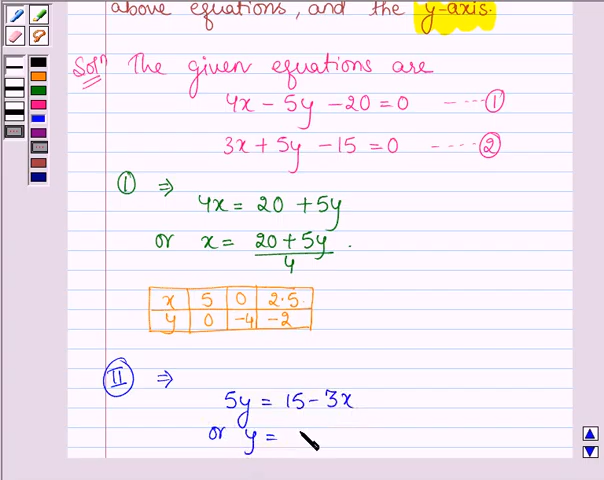 above equations, and the y-axis.
Solⁿ The given equations are
4x - 5y - 20 = 0 ----- ①
3x + 5y - 15 = 0 ----- ②
① ⇒
4x = 20 + 5y
or x = (20 + 5y)/4 .
x 5 0 2.5
y 0 -4 -2
Ⅱ ⇒
5y = 15 - 3x
or y =